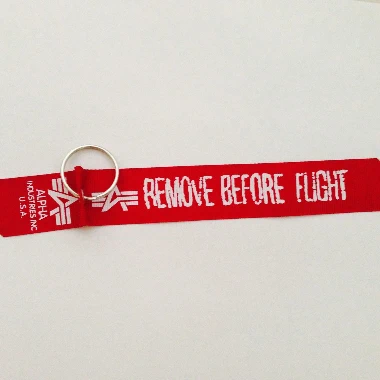 ALPHA
INDUSTRIES INC
U.S.A.
REMOVE BEFORE FLIGHT